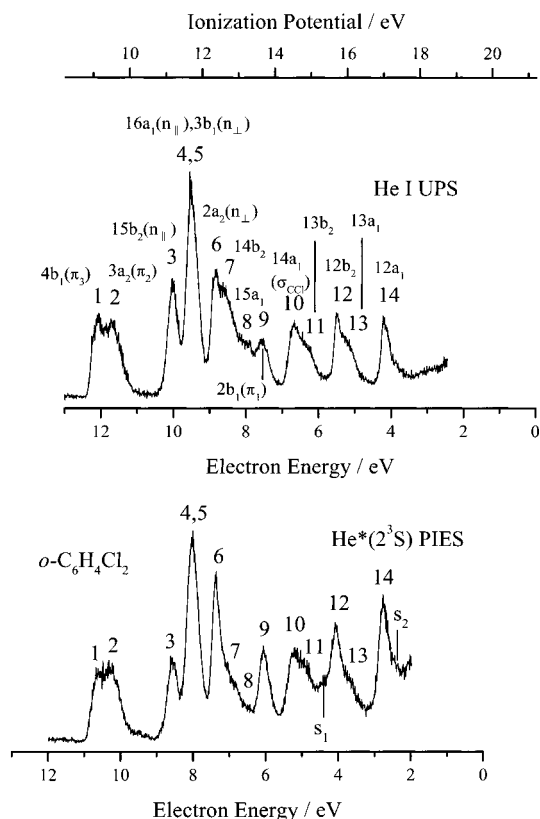 Ionization Potential / eV
10 12 14 16 18 20
16a₁(n∥),3b₁(n⊥)
4,5
He I UPS
15b₂(n∥)
2a₂(n⊥)
13b₂
13a₁
4b₁(π₃)
3a₂(π₂)
3
6
14b₂
7
14a₁
(σCCl)
12b₂
12a₁
1
2
15a₁
8
9
10
11
12
13
14
2b₁(π₁)
12 10 8 6 4 2 0
Electron Energy / eV
4,5
o-C₆H₄Cl₂
He*(2³S) PIES
6
14
1
2
3
7
8
9
10
11
12
13
s₂
s₁
12 10 8 6 4 2 0
Electron Energy / eV